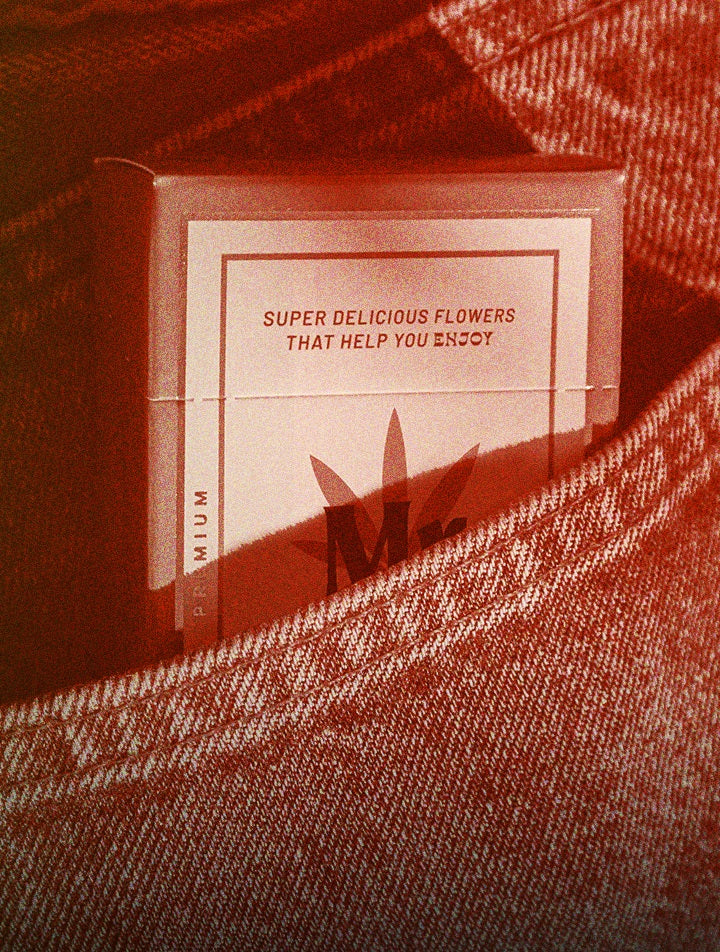 SUPER DELICIOUS FLOWERS
THAT HELP YOU ENJOY
PREMIUM
Mr